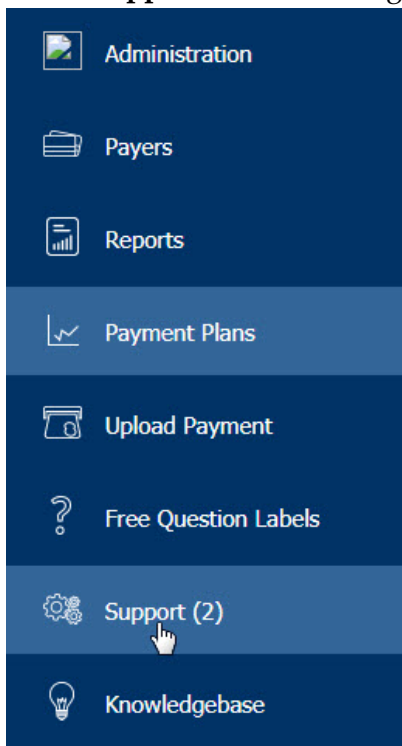 Administration
Payers
Reports
Payment Plans
Upload Payment
Free Question Labels
Support (2)
Knowledgebase